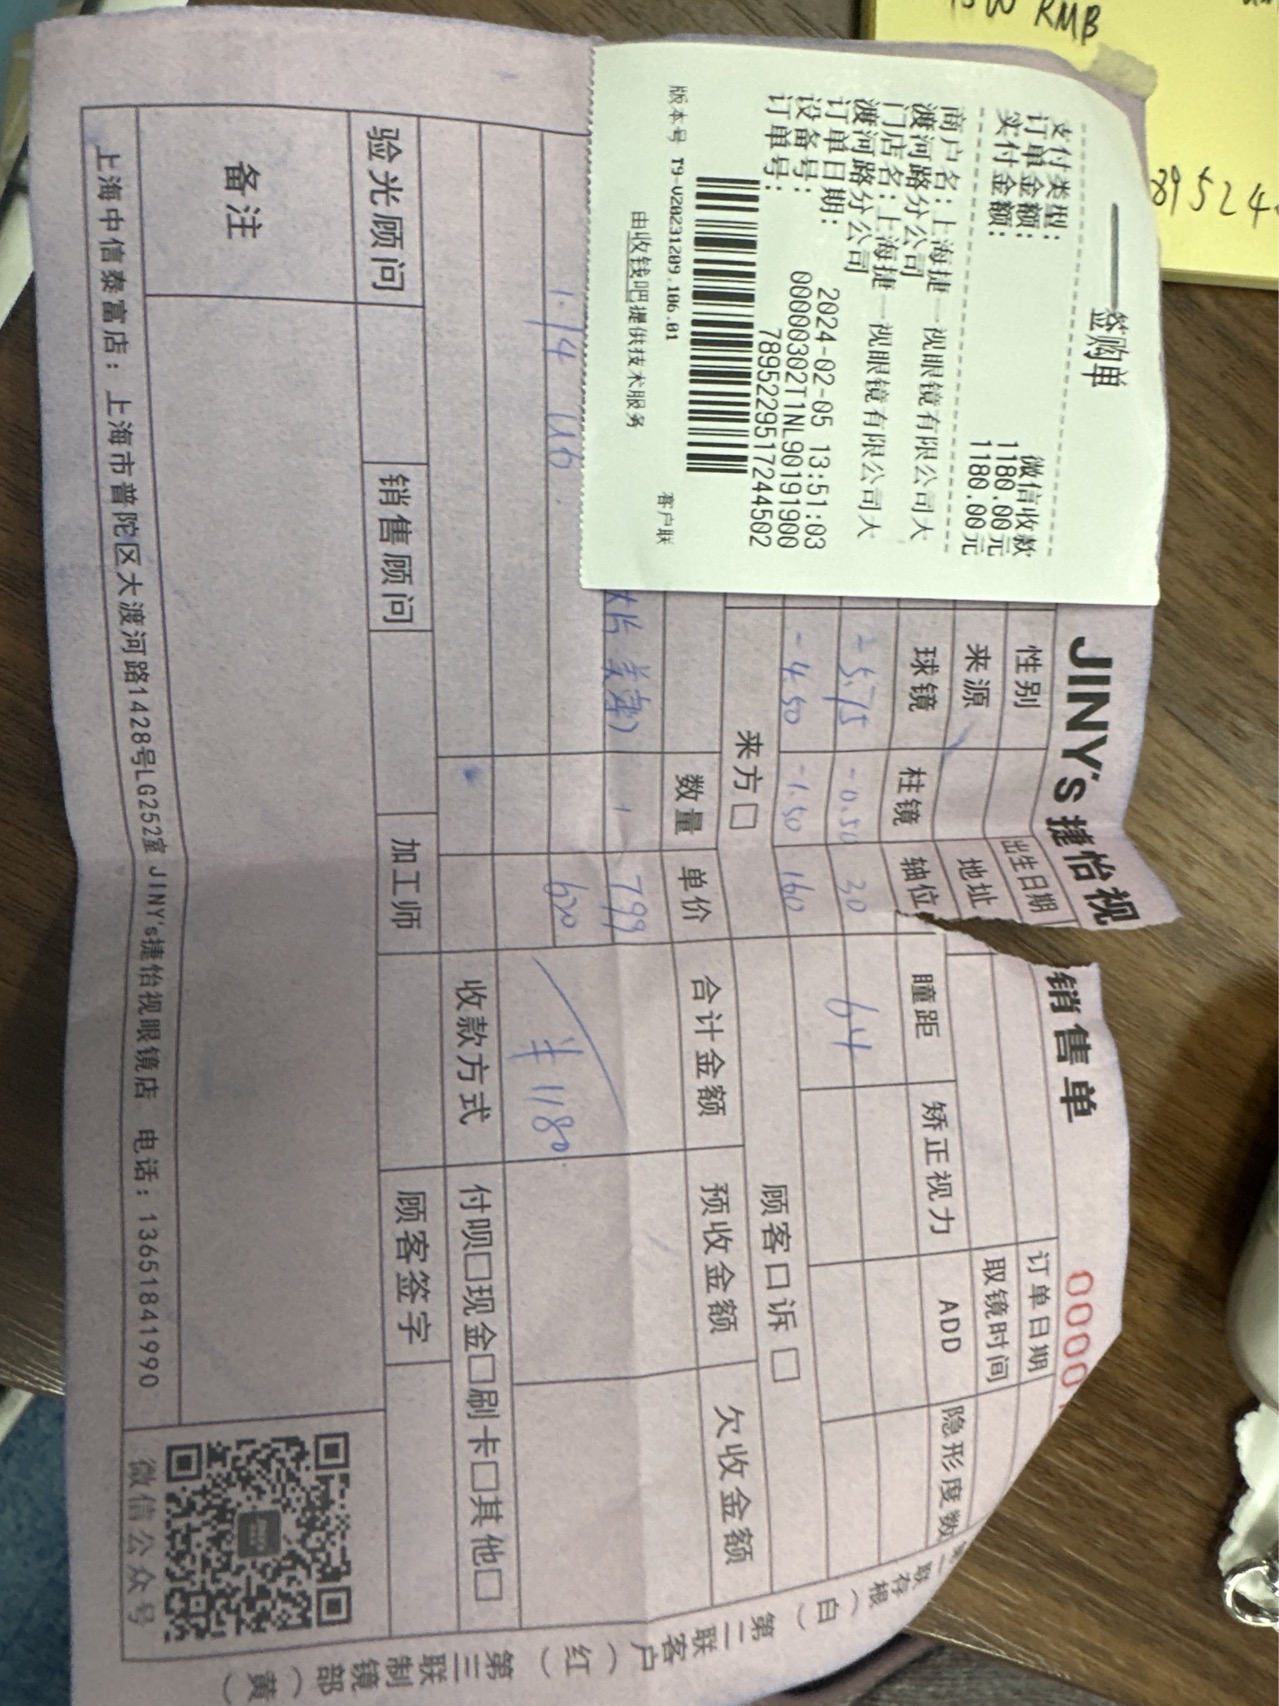 RMB
89524
签购单
支付类型： 微信收款
订单金额： 1180.00元
实付金额： 1180.00元
商户名：上海捷一视眼镜有限公司大
渡河路分公司
门店名：上海捷一视眼镜有限公司大
渡河路分公司
订单日期： 2024-02-05 13:51:03
设备号： 00000302T1NL90191900
订单号： 7895229517244502
客户联
版本号 T9-V20231209.106.01
由收钱吧提供技术服务
JINY's 捷怡视 销售单 0000
性别 出生日期 订单日期
来源 地址 取镜时间
球镜 柱镜 轴位 瞳距 矫正视力 ADD 隐形度数
-5.75 -0.50 30 64
-4.50 -1.50 160
来方□ 顾客口诉□
数量 单价 合计金额 预收金额 欠收金额
1 799
1.74 620
¥1180
收款方式 付呗□现金□刷卡□其他□
验光顾问 销售顾问 加工师 顾客签字
备注
上海中信泰富店：上海市普陀区大渡河路1428号LG252室 JINY's捷怡视眼镜店 电话：13651841990
微信公众号
联存根（白）
第二联客户（红）
第三联制镜部（黄）